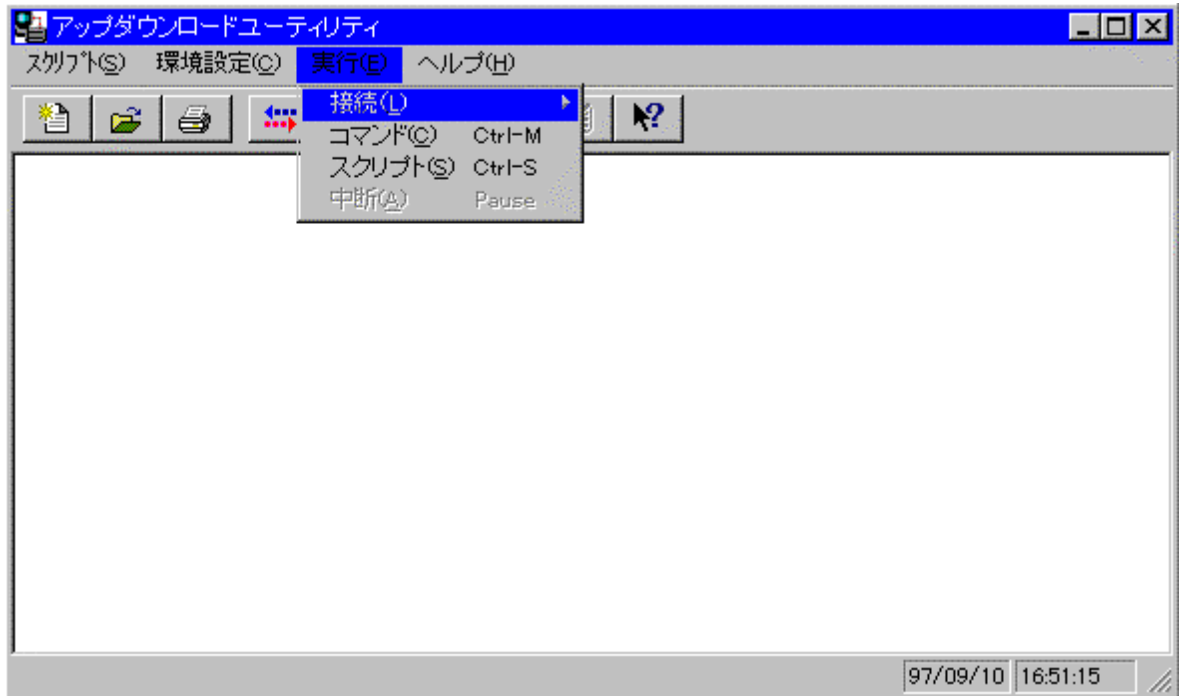 アップダウンロードユーティリティ
ｽｸﾘﾌﾟﾄ(S) 環境設定(C) 実行(E) ヘルプ(H)
接続(L)
コマンド(C) Ctrl-M
スクリプト(S) Ctrl-S
中断(A) Pause
97/09/10 16:51:15